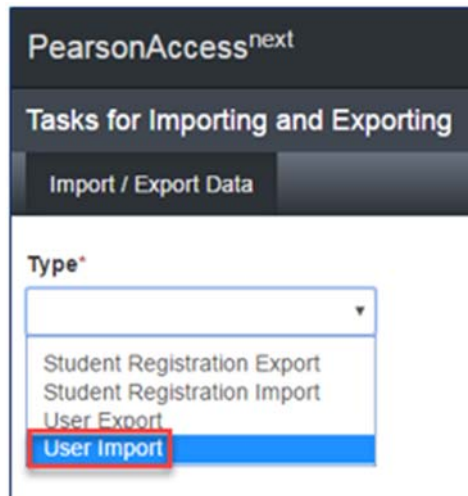 PearsonAccessnext
Tasks for Importing and Exporting
Import / Export Data
Type*
Student Registration Export
Student Registration Import
User Export
User Import